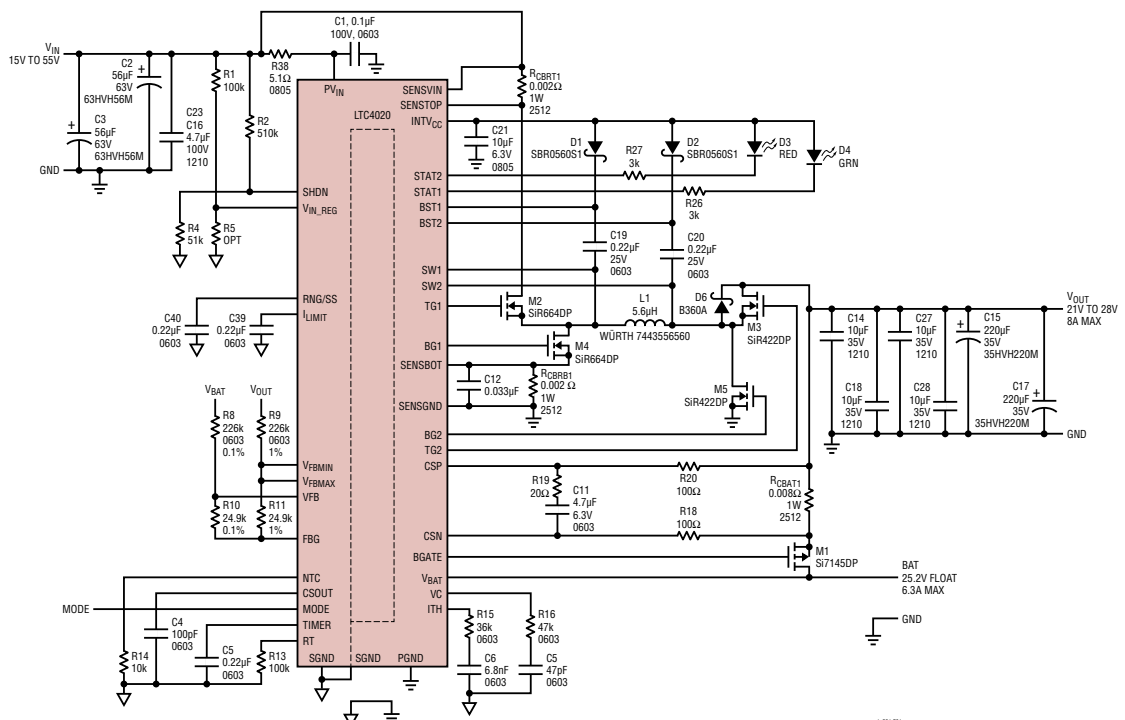 C1, 0.1µF
100V, 0603
VIN
15V TO 55V
C2
56µF
63V
63HVH56M
C3
56µF
63V
63HVH56M
C23
C16
4.7µF
100V
1210
GND
R1
100k
R2
510k
R38
5.1Ω
0805
R4
51k
R5
OPT
PVIN
LTC4020
SHDN
VIN_REG
RNG/SS
ILIMIT
C40
0.22µF
0603
C39
0.22µF
0603
VBAT
VOUT
R8
226k
0603
0.1%
R9
226k
0603
1%
R10
24.9k
0.1%
R11
24.9k
1%
VFBMIN
VFBMAX
VFB
FBG
NTC
CSOUT
MODE
TIMER
RT
MODE
C4
100pF
0603
R14
10k
C5
0.22µF
0603
R13
100k
SGND
SGND
PGND
SENSVIN
SENSTOP
INTVCC
STAT2
STAT1
BST1
BST2
SW1
SW2
TG1
BG1
SENSBOT
SENSGND
BG2
TG2
CSP
CSN
BGATE
VBAT
VC
ITH
RCBRT1
0.002Ω
1W
2512
C21
10µF
6.3V
0805
D1
SBR0560S1
D2
SBR0560S1
D3
RED
D4
GRN
R27
3k
R26
3k
C19
0.22µF
25V
0603
C20
0.22µF
25V
0603
M2
SiR664DP
L1
5.6µH
WÜRTH 7443556560
D6
B360A
M3
SiR422DP
M4
SiR664DP
C12
0.033µF
RCBRB1
0.002 Ω
1W
2512
M5
SiR422DP
VOUT
21V TO 28V
8A MAX
C14
10µF
35V
1210
C27
10µF
35V
1210
C15
220µF
35V
35HVH220M
C18
10µF
35V
1210
C28
10µF
35V
1210
C17
220µF
35V
35HVH220M
GND
R19
20Ω
C11
4.7µF
6.3V
0603
R20
100Ω
R18
100Ω
RCBAT1
0.008Ω
1W
2512
M1
Si7145DP
BAT
25.2V FLOAT
6.3A MAX
GND
R15
36k
0603
R16
47k
0603
C6
6.8nF
0603
C5
47pF
0603